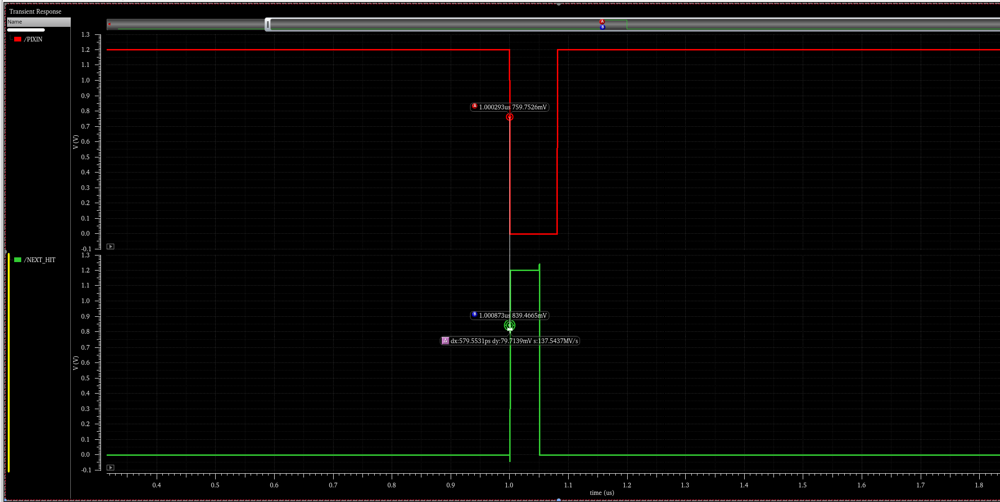 Transient Response
Name
/PIXIN
A
B
1.3
1.2
1.1
1.0
0.9
0.8
0.7
0.6
0.5
0.4
0.3
0.2
0.1
0.0
-0.1
V (V)
A 1.000293us 759.7526mV
/NEXT_HIT
1.3
1.2
1.1
1.0
0.9
0.8
0.7
0.6
0.5
0.4
0.3
0.2
0.1
0.0
-0.1
V (V)
B 1.000873us 839.4665mV
Δ dx:579.5531ps dy:79.7139mV s:137.5437MV/s
0.4 0.5 0.6 0.7 0.8 0.9 1.0 1.1 1.2 1.3 1.4 1.5 1.6 1.7 1.8
time (us)